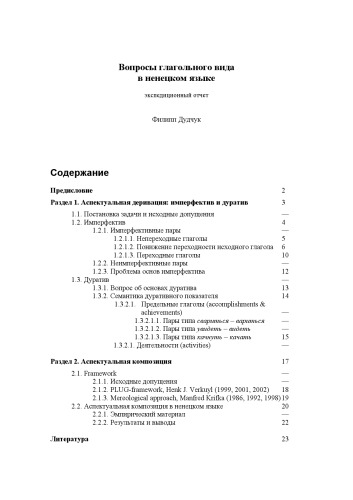 Вопросы глагольного вида
в ненецком языке
экспедиционный отчет
Филипп Дудчук
Содержание
Предисловие 2
Раздел 1. Аспектуальная деривация: имперфектив и дуратив 3
1.1. Постановка задачи и исходные допущения —
1.2. Имперфектив 4
1.2.1. Имперфективные пары —
1.2.1.1. Непереходные глаголы 5
1.2.1.2. Понижение переходности исходного глагола 6
1.2.1.3. Переходные глаголы 10
1.2.2. Неимперфективные пары —
1.2.3. Проблема основ имперфектива 12
1.3. Дуратив —
1.3.1. Вопрос об основах дуратива 13
1.3.2. Семантика дуративного показателя 14
1.3.2.1. Предельные глаголы (accomplishments &
achievements) —
1.3.2.1.1. Пары типа свариться – вариться —
1.3.2.1.2. Пары типа увидеть – видеть —
1.3.2.1.3. Пары типа качнуть – качать 15
1.3.2.1. Деятельности (activities) —
Раздел 2. Аспектуальная композиция 17
2.1. Framework —
2.1.1. Исходные допущения —
2.1.2. PLUG-framework, Henk J. Verkuyl (1999, 2001, 2002) 18
2.1.3. Mereological approach, Manfred Krifka (1986, 1992, 1998) 19
2.2. Аспектуальная композиция в ненецком языке 20
2.2.1. Эмпирический материал —
2.2.2. Результаты и выводы 22
Литература 23